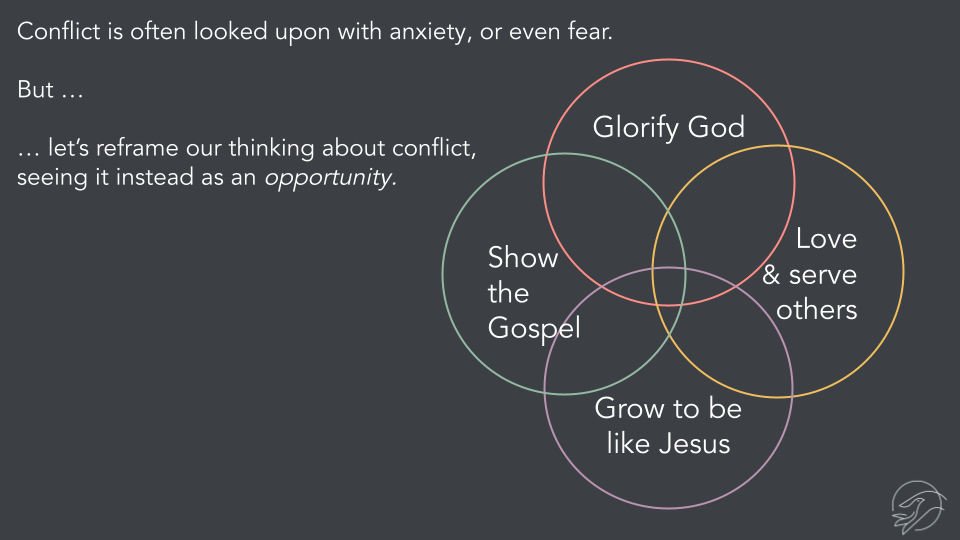 Conflict is often looked upon with anxiety, or even fear.
But …
… let’s reframe our thinking about conflict,
seeing it instead as an opportunity.
Glorify God
Show
the
Gospel
Love
& serve
others
Grow to be
like Jesus